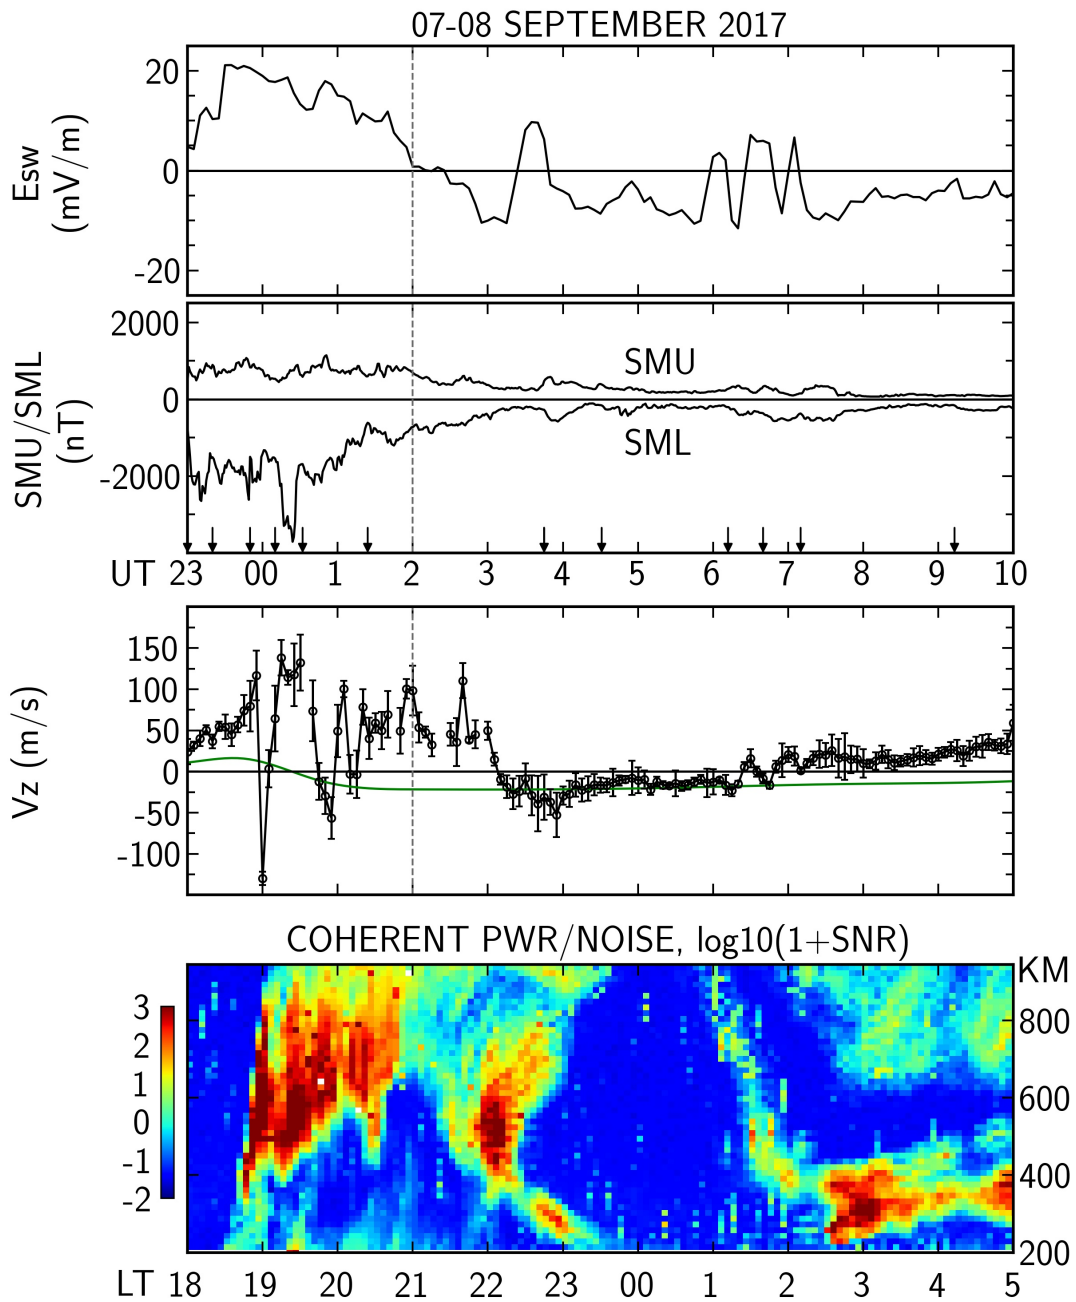 07-08 SEPTEMBER 2017
Esw
(mV/m)
20
0
-20
SMU/SML
(nT)
2000
0
-2000
SMU
SML
UT 23 00 1 2 3 4 5 6 7 8 9 10
Vz (m/s)
150
100
50
0
-50
-100
COHERENT PWR/NOISE, log10(1+SNR)
KM
3
2
1
0
-1
-2
800
600
400
200
LT 18 19 20 21 22 23 00 1 2 3 4 5